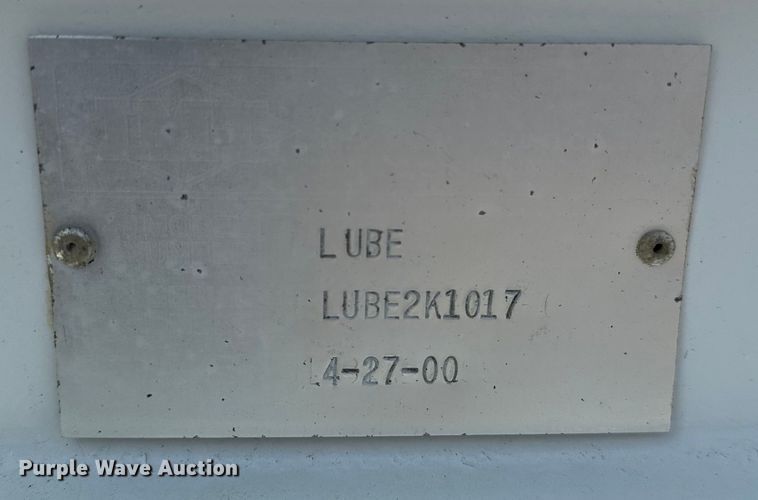 LUBE
LUBE2K1017
4-27-00
Purple Wave Auction